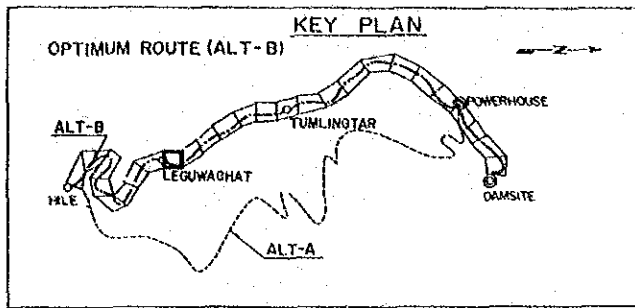 KEY PLAN
OPTIMUM ROUTE (ALT-B)
N
POWERHOUSE
TUMLINGTAR
ALT-B
LEGUWAGHAT
HILE
DAMSITE
ALT-A